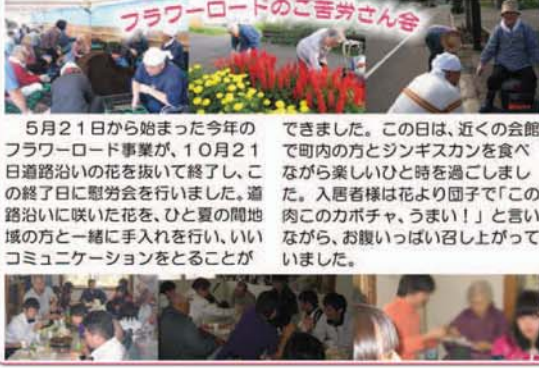 フラワーロードのご苦労さん会
5月21日から始まった今年の
フラワーロード事業が、10月21
日道路沿いの花を抜いて終了し、こ
の終了日に慰労会を行いました。道
路沿いに咲いた花を、ひと夏の間地
域の方と一緒に手入れを行い、いい
コミュニケーションをとることが
できました。この日は、近くの会館
で町内の方とジンギスカンを食べ
ながら楽しいひと時を過ごしまし
た。入居者様は花より団子で「この
肉このカボチャ、うまい！」と言い
ながら、お腹いっぱい召し上がって
いました。